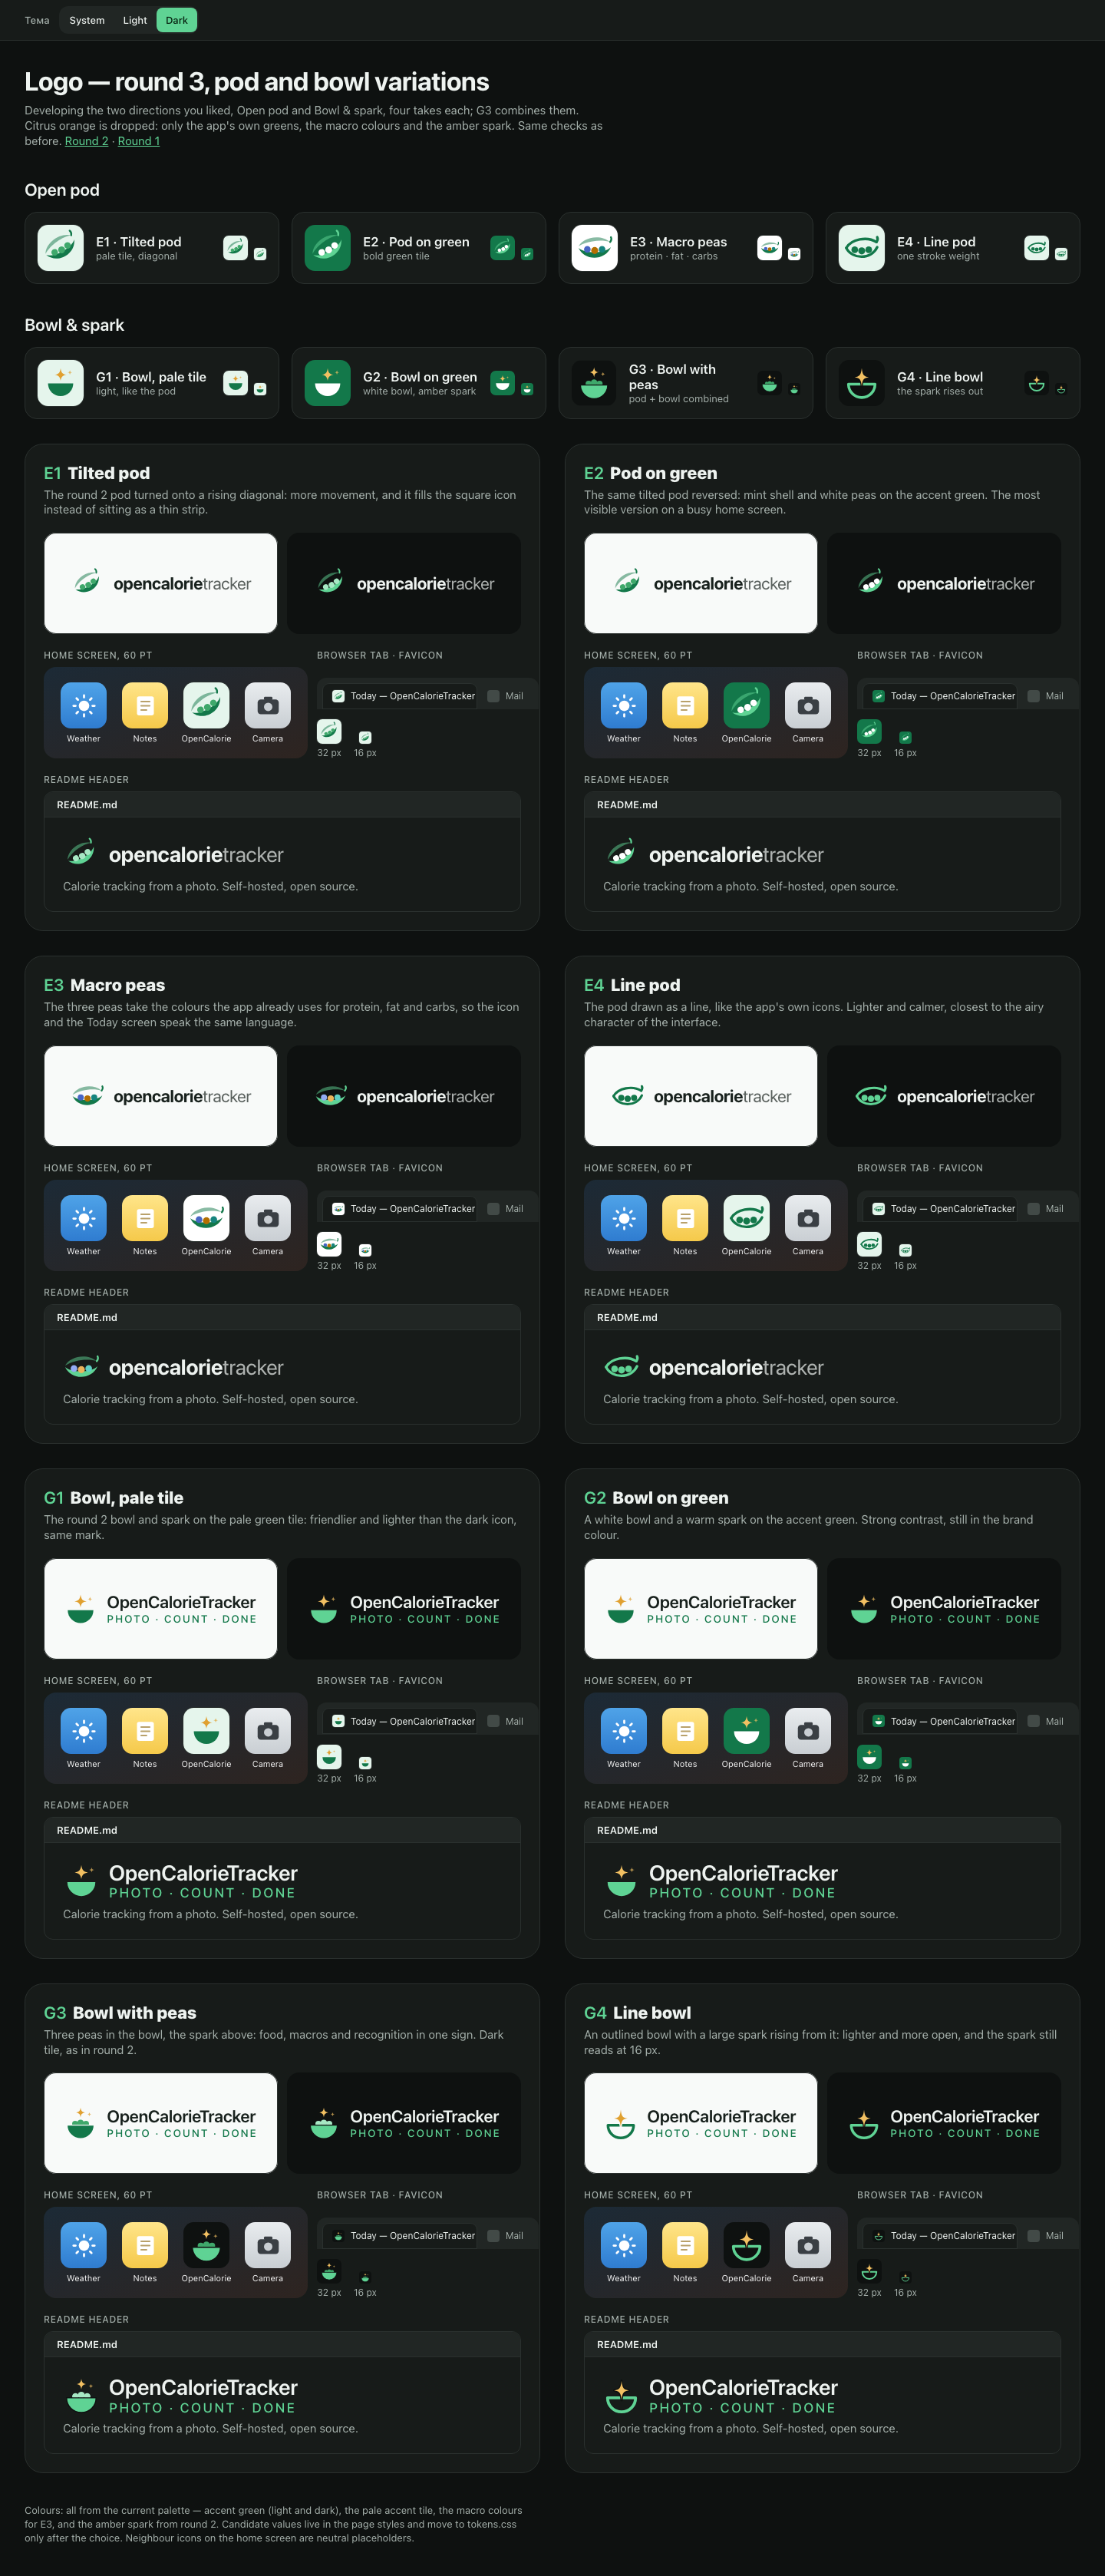 Тема System Light Dark
Logo — round 3, pod and bowl variations
Developing the two directions you liked, Open pod and Bowl & spark, four takes each; G3 combines them.
Citrus orange is dropped: only the app's own greens, the macro colours and the amber spark. Same checks as
before. Round 2 · Round 1
Open pod
E1 · Tilted pod
pale tile, diagonal
E2 · Pod on green
bold green tile
E3 · Macro peas
protein · fat · carbs
E4 · Line pod
one stroke weight
Bowl & spark
G1 · Bowl, pale tile
light, like the pod
G2 · Bowl on green
white bowl, amber spark
G3 · Bowl with
peas
pod + bowl combined
G4 · Line bowl
the spark rises out
E1 Tilted pod
The round 2 pod turned onto a rising diagonal: more movement, and it fills the square icon
instead of sitting as a thin strip.
opencalorietracker
opencalorietracker
HOME SCREEN, 60 PT
BROWSER TAB · FAVICON
Weather
Notes
OpenCalorie
Camera
Today — OpenCalorieTracker
Mail
32 px
16 px
README HEADER
README.md
opencalorietracker
Calorie tracking from a photo. Self-hosted, open source.
E2 Pod on green
The same tilted pod reversed: mint shell and white peas on the accent green. The most
visible version on a busy home screen.
opencalorietracker
opencalorietracker
HOME SCREEN, 60 PT
BROWSER TAB · FAVICON
Weather
Notes
OpenCalorie
Camera
Today — OpenCalorieTracker
Mail
32 px
16 px
README HEADER
README.md
opencalorietracker
Calorie tracking from a photo. Self-hosted, open source.
E3 Macro peas
The three peas take the colours the app already uses for protein, fat and carbs, so the icon
and the Today screen speak the same language.
opencalorietracker
opencalorietracker
HOME SCREEN, 60 PT
BROWSER TAB · FAVICON
Weather
Notes
OpenCalorie
Camera
Today — OpenCalorieTracker
Mail
32 px
16 px
README HEADER
README.md
opencalorietracker
Calorie tracking from a photo. Self-hosted, open source.
E4 Line pod
The pod drawn as a line, like the app's own icons. Lighter and calmer, closest to the airy
character of the interface.
opencalorietracker
opencalorietracker
HOME SCREEN, 60 PT
BROWSER TAB · FAVICON
Weather
Notes
OpenCalorie
Camera
Today — OpenCalorieTracker
Mail
32 px
16 px
README HEADER
README.md
opencalorietracker
Calorie tracking from a photo. Self-hosted, open source.
G1 Bowl, pale tile
The round 2 bowl and spark on the pale green tile: friendlier and lighter than the dark icon,
same mark.
OpenCalorieTracker
PHOTO · COUNT · DONE
OpenCalorieTracker
PHOTO · COUNT · DONE
HOME SCREEN, 60 PT
BROWSER TAB · FAVICON
Weather
Notes
OpenCalorie
Camera
Today — OpenCalorieTracker
Mail
32 px
16 px
README HEADER
README.md
OpenCalorieTracker
PHOTO · COUNT · DONE
Calorie tracking from a photo. Self-hosted, open source.
G2 Bowl on green
A white bowl and a warm spark on the accent green. Strong contrast, still in the brand
colour.
OpenCalorieTracker
PHOTO · COUNT · DONE
OpenCalorieTracker
PHOTO · COUNT · DONE
HOME SCREEN, 60 PT
BROWSER TAB · FAVICON
Weather
Notes
OpenCalorie
Camera
Today — OpenCalorieTracker
Mail
32 px
16 px
README HEADER
README.md
OpenCalorieTracker
PHOTO · COUNT · DONE
Calorie tracking from a photo. Self-hosted, open source.
G3 Bowl with peas
Three peas in the bowl, the spark above: food, macros and recognition in one sign. Dark
tile, as in round 2.
OpenCalorieTracker
PHOTO · COUNT · DONE
OpenCalorieTracker
PHOTO · COUNT · DONE
HOME SCREEN, 60 PT
BROWSER TAB · FAVICON
Weather
Notes
OpenCalorie
Camera
Today — OpenCalorieTracker
Mail
32 px
16 px
README HEADER
README.md
OpenCalorieTracker
PHOTO · COUNT · DONE
Calorie tracking from a photo. Self-hosted, open source.
G4 Line bowl
An outlined bowl with a large spark rising from it: lighter and more open, and the spark still
reads at 16 px.
OpenCalorieTracker
PHOTO · COUNT · DONE
OpenCalorieTracker
PHOTO · COUNT · DONE
HOME SCREEN, 60 PT
BROWSER TAB · FAVICON
Weather
Notes
OpenCalorie
Camera
Today — OpenCalorieTracker
Mail
32 px
16 px
README HEADER
README.md
OpenCalorieTracker
PHOTO · COUNT · DONE
Calorie tracking from a photo. Self-hosted, open source.
Colours: all from the current palette — accent green (light and dark), the pale accent tile, the macro colours
for E3, and the amber spark from round 2. Candidate values live in the page styles and move to tokens.css
only after the choice. Neighbour icons on the home screen are neutral placeholders.